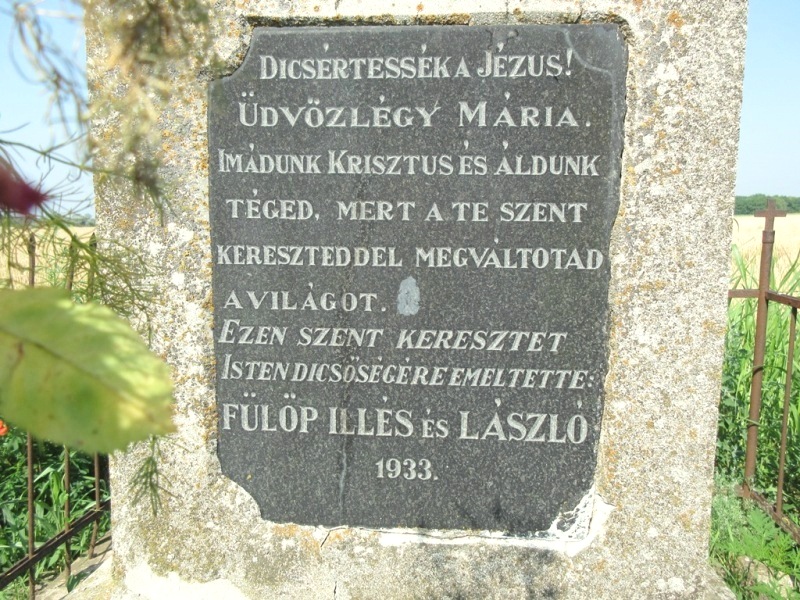 DICSÉRTESSÉK A JÉZUS!
ÜDVÖZLÉGY MÁRIA.
IMÁDUNK KRISZTUS ÉS ÁLDUNK
TÉGED, MERT A TE SZENT
KERESZTEDDEL MEGVÁLTOTAD
A VILÁGOT.
EZEN SZENT KERESZTET
ISTEN DICSŐSÉGÉRE EMELTETTE:
FÜLÖP ILLÉS ÉS LÁSZLÓ
1933.